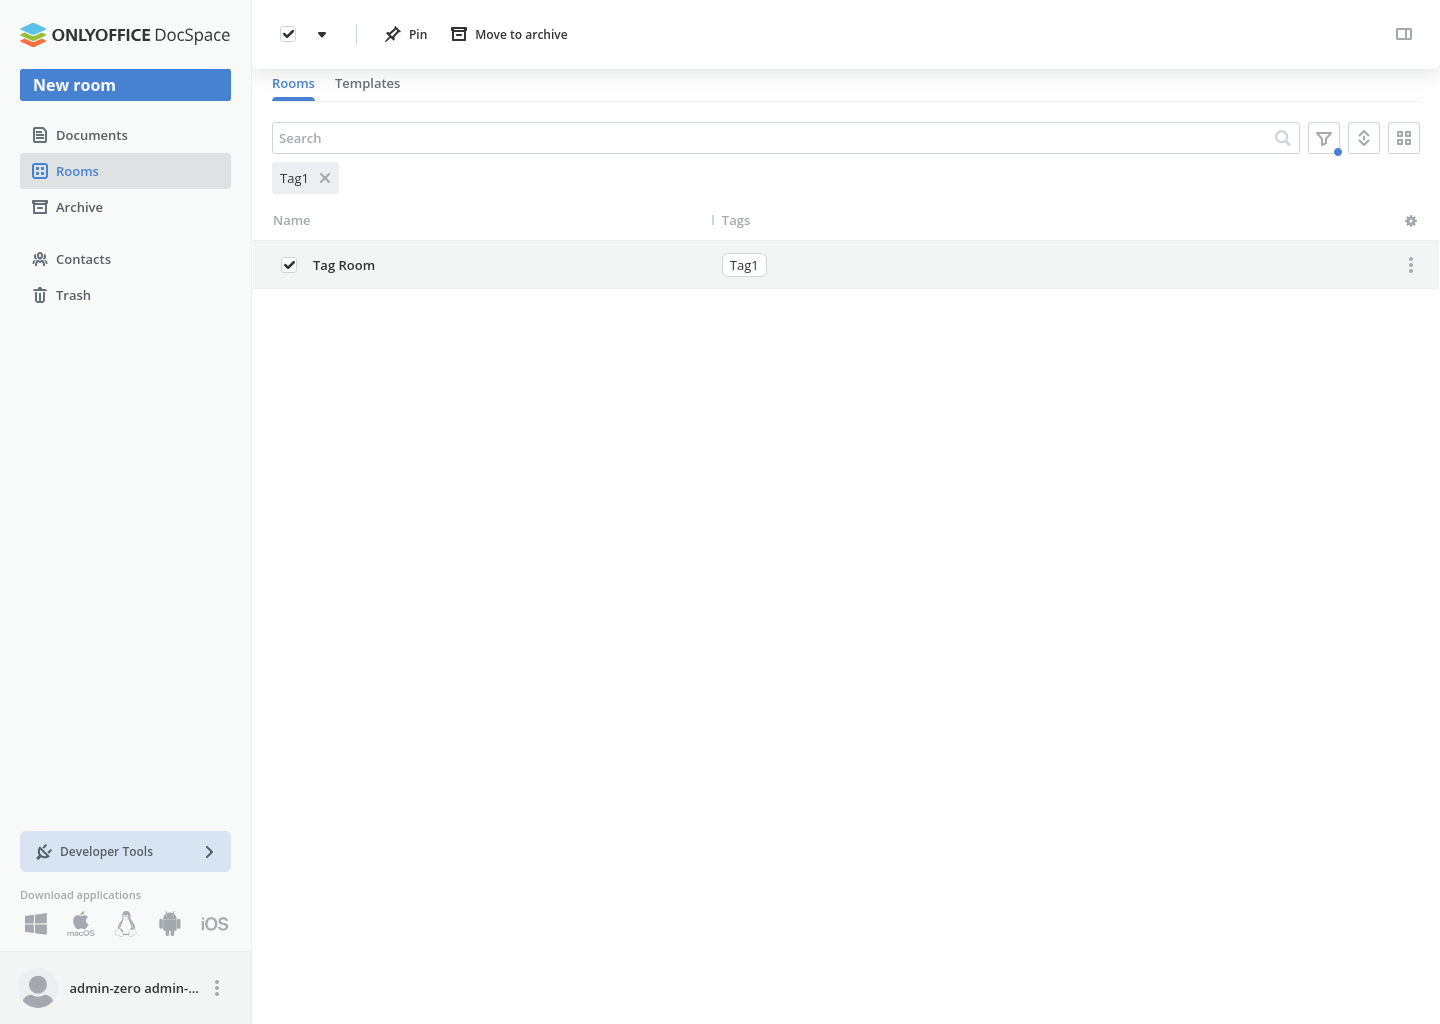 ONLYOFFICE DocSpace
New room
Documents
Rooms
Archive
Contacts
Trash
Developer Tools
Download applications
macOS
iOS
admin-zero admin-...
Pin
Move to archive
Rooms
Templates
Search
Tag1
Name
Tags
Tag Room
Tag1